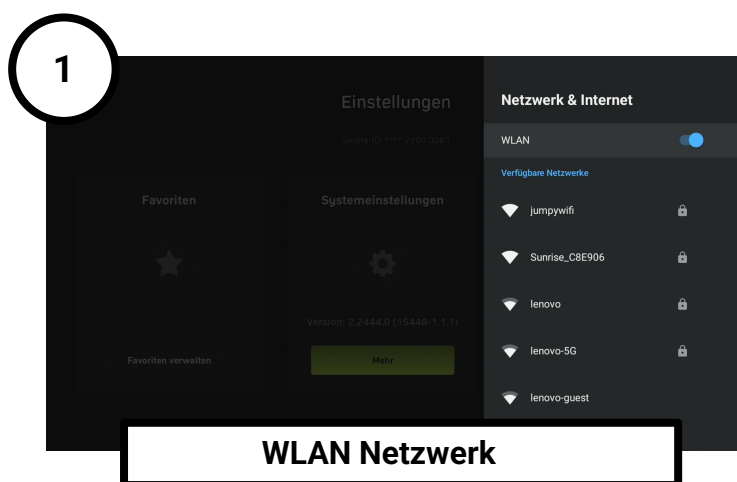 1
Einstellungen
Geräte-ID: **** 2200 0061
Favoriten
Systemeinstellungen
Version: 2.2444.0 (15448-1.1.1)
Favoriten verwalten
Mehr
Netzwerk & Internet
WLAN
Verfügbare Netzwerke
jumpywifi
Sunrise_C8E906
lenovo
lenovo-5G
lenovo-guest
WLAN Netzwerk